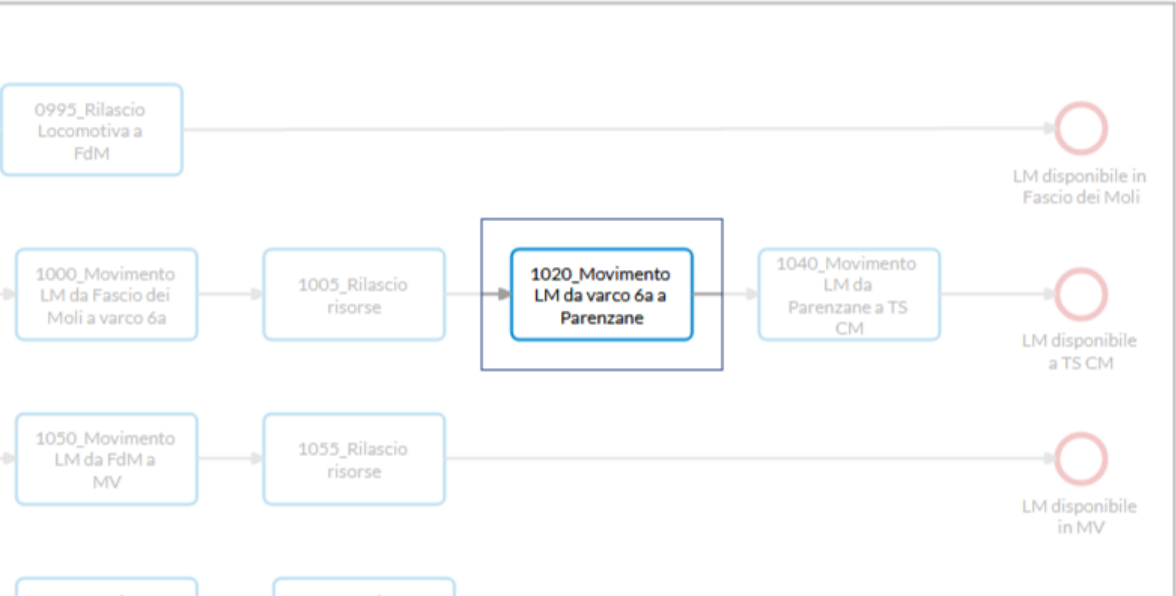 0995_Rilascio
Locomotiva a
FdM
LM disponibile in
Fascio dei Moli
1000_Movimento
LM da Fascio dei
Moli a varco 6a
1005_Rilascio
risorse
1020_Movimento
LM da varco 6a a
Parenzane
1040_Movimento
LM da
Parenzane a TS
CM
LM disponibile
a TS CM
1050_Movimento
LM da FdM a
MV
1055_Rilascio
risorse
LM disponibile
in MV